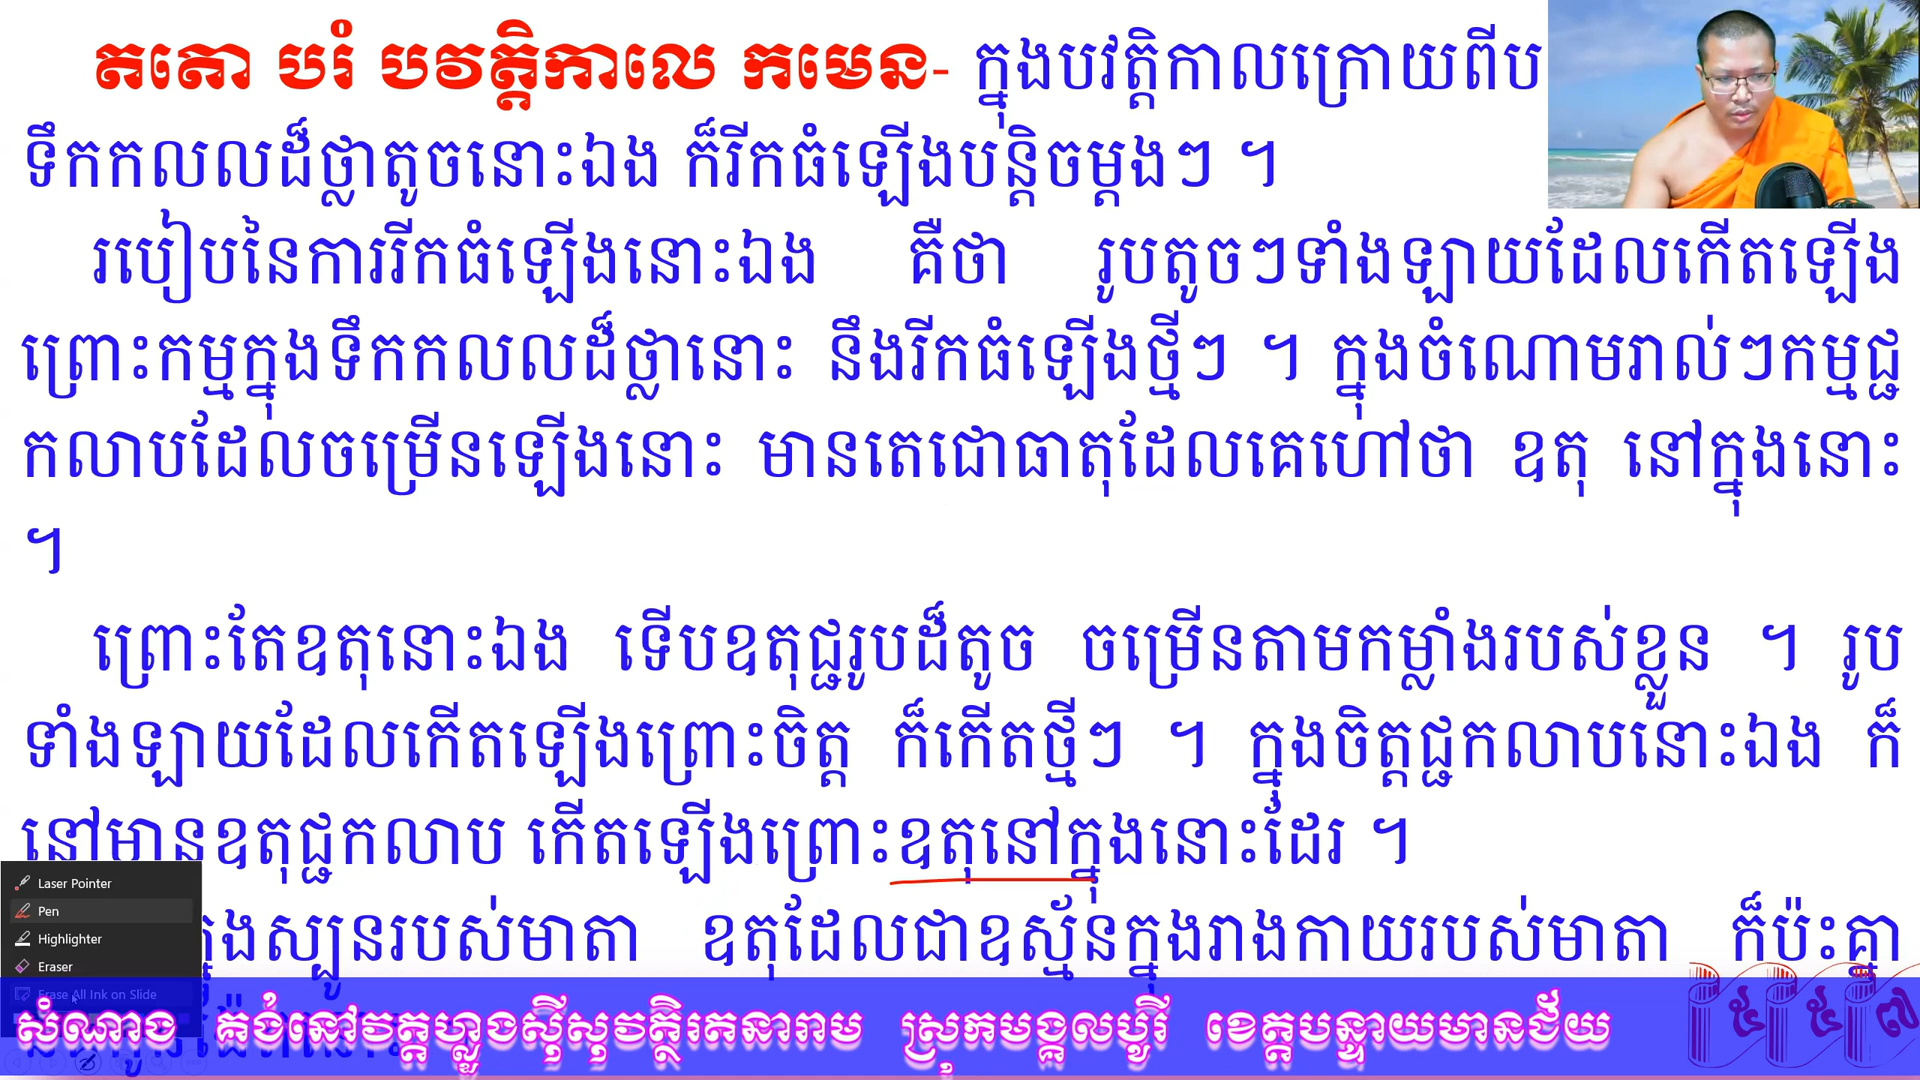 តតោ បរំ បវត្តិកាលេ កមេន- ក្នុងបវត្តិកាលក្រោយពីប
ទឹកកលលដ៏ថ្លាតូចនោះឯង ក៏រីកធំឡើងបន្តិចម្ដងៗ ។
របៀបនៃការរីកធំឡើងនោះឯង គឺថា រូបតូចៗទាំងឡាយដែលកើតឡើង
ព្រោះកម្មក្នុងទឹកកលលដ៏ថ្លានោះ នឹងរីកធំឡើងថ្មីៗ ។ ក្នុងចំណោមរាល់ៗកម្មជ្ជ
កលាបដែលចម្រើនឡើងនោះ មានតេជោធាតុដែលគេហៅថា ឧតុ នៅក្នុងនោះ
។
ព្រោះតែឧតុនោះឯង ទើបឧតុជ្ជរូបដ៏តូច ចម្រើនតាមកម្លាំងរបស់ខ្លួន ។ រូប
ទាំងឡាយដែលកើតឡើងព្រោះចិត្ត ក៏កើតថ្មីៗ ។ ក្នុងចិត្តជ្ជកលាបនោះឯង ក៏
នៅមានឧតុជ្ជកលាប កើតឡើងព្រោះឧតុនៅក្នុងនោះដែរ ។
ក្នុងស្បូនរបស់មាតា ឧតុដែលជាឧស្ម័នក្នុងរាងកាយរបស់មាតា ក៏ប៉ះគ្នា
Laser Pointer
Pen
Highlighter
Eraser
Erase All Ink on Slide
សំណាង គង់នៅវត្តហ្លួងស៊ីសុវត្ថិរតនារាម ស្រុកមង្គលបូរី ខេត្តបន្ទាយមានជ័យ